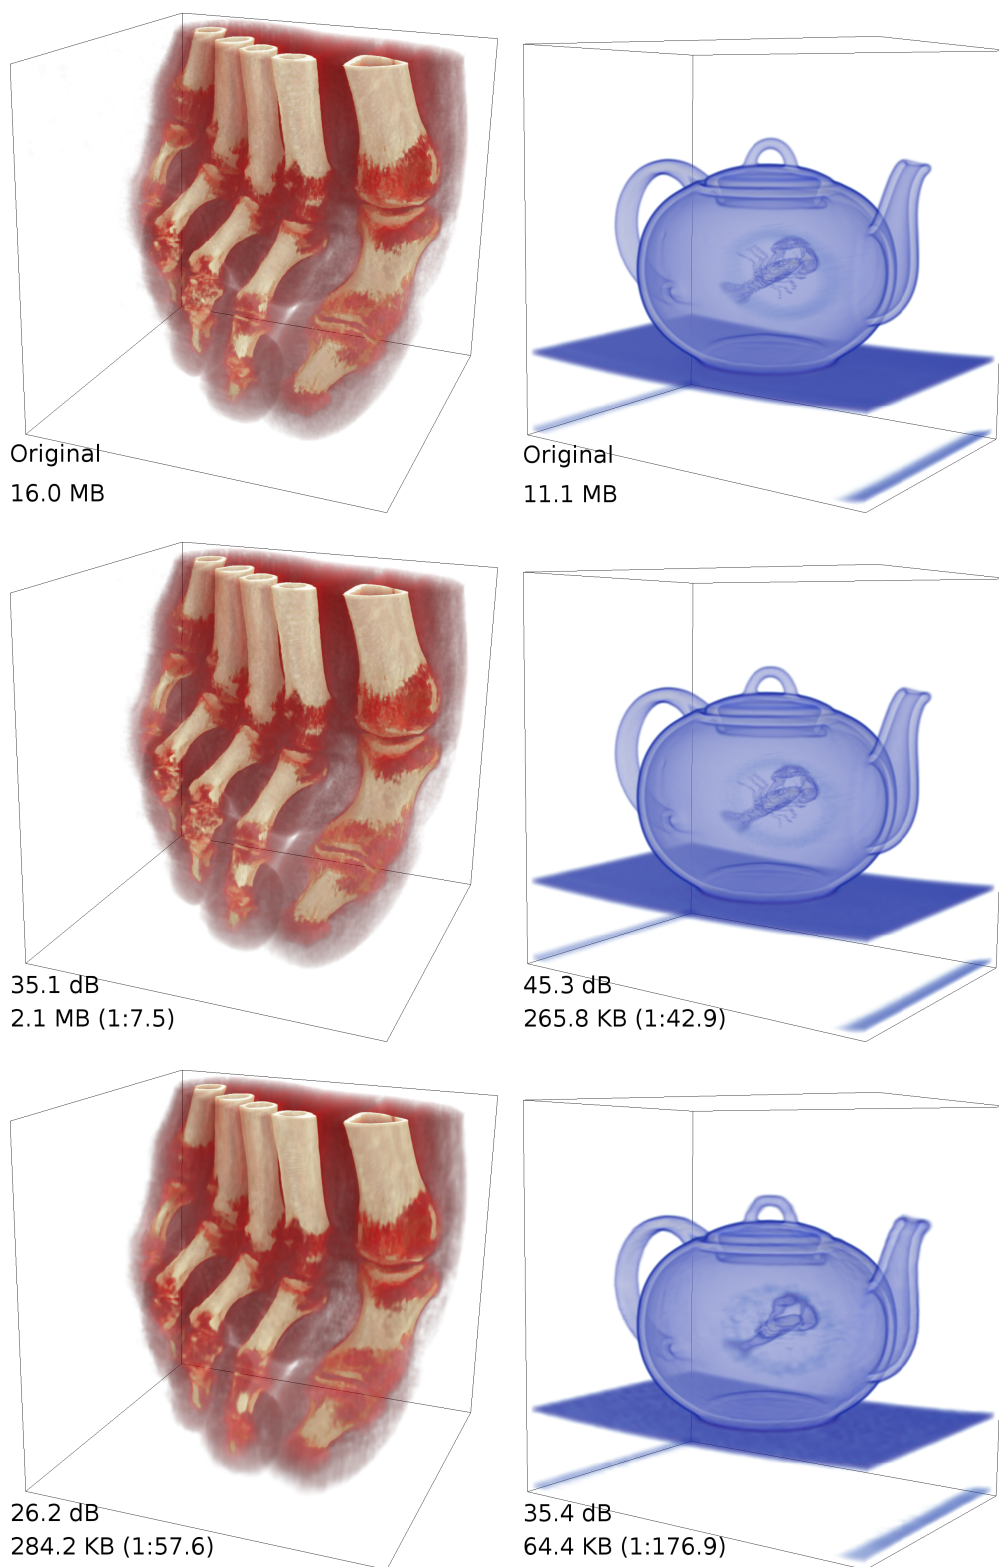 Original
16.0 MB
Original
11.1 MB
35.1 dB
2.1 MB (1:7.5)
45.3 dB
265.8 KB (1:42.9)
26.2 dB
284.2 KB (1:57.6)
35.4 dB
64.4 KB (1:176.9)